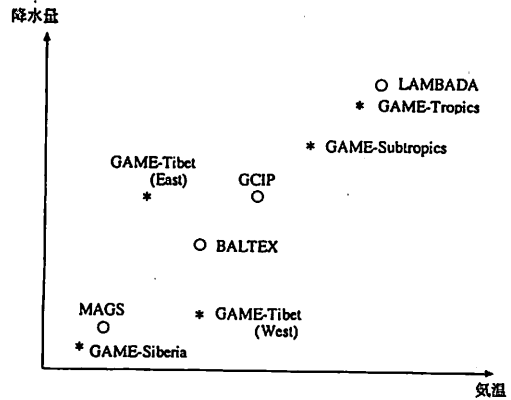 降水量
LAMBADA
* GAME-Tropics
* GAME-Subtropics
GAME-Tibet
(East)
*
GCIP
BALTEX
MAGS
* GAME-Tibet
(West)
* GAME-Siberia
気温